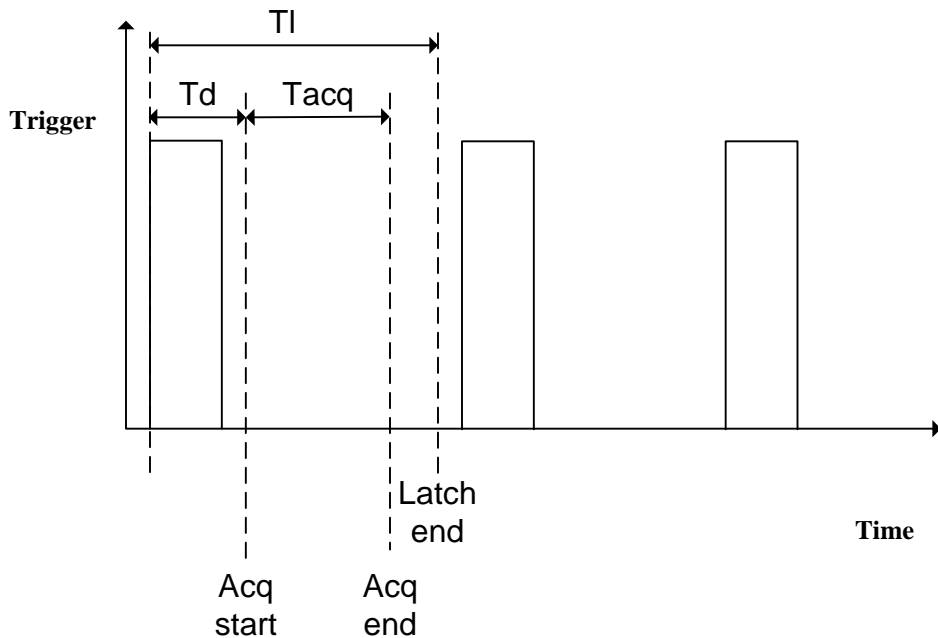 Tl
Td
Tacq
Trigger
Latch
end
Time
Acq
start
Acq
end